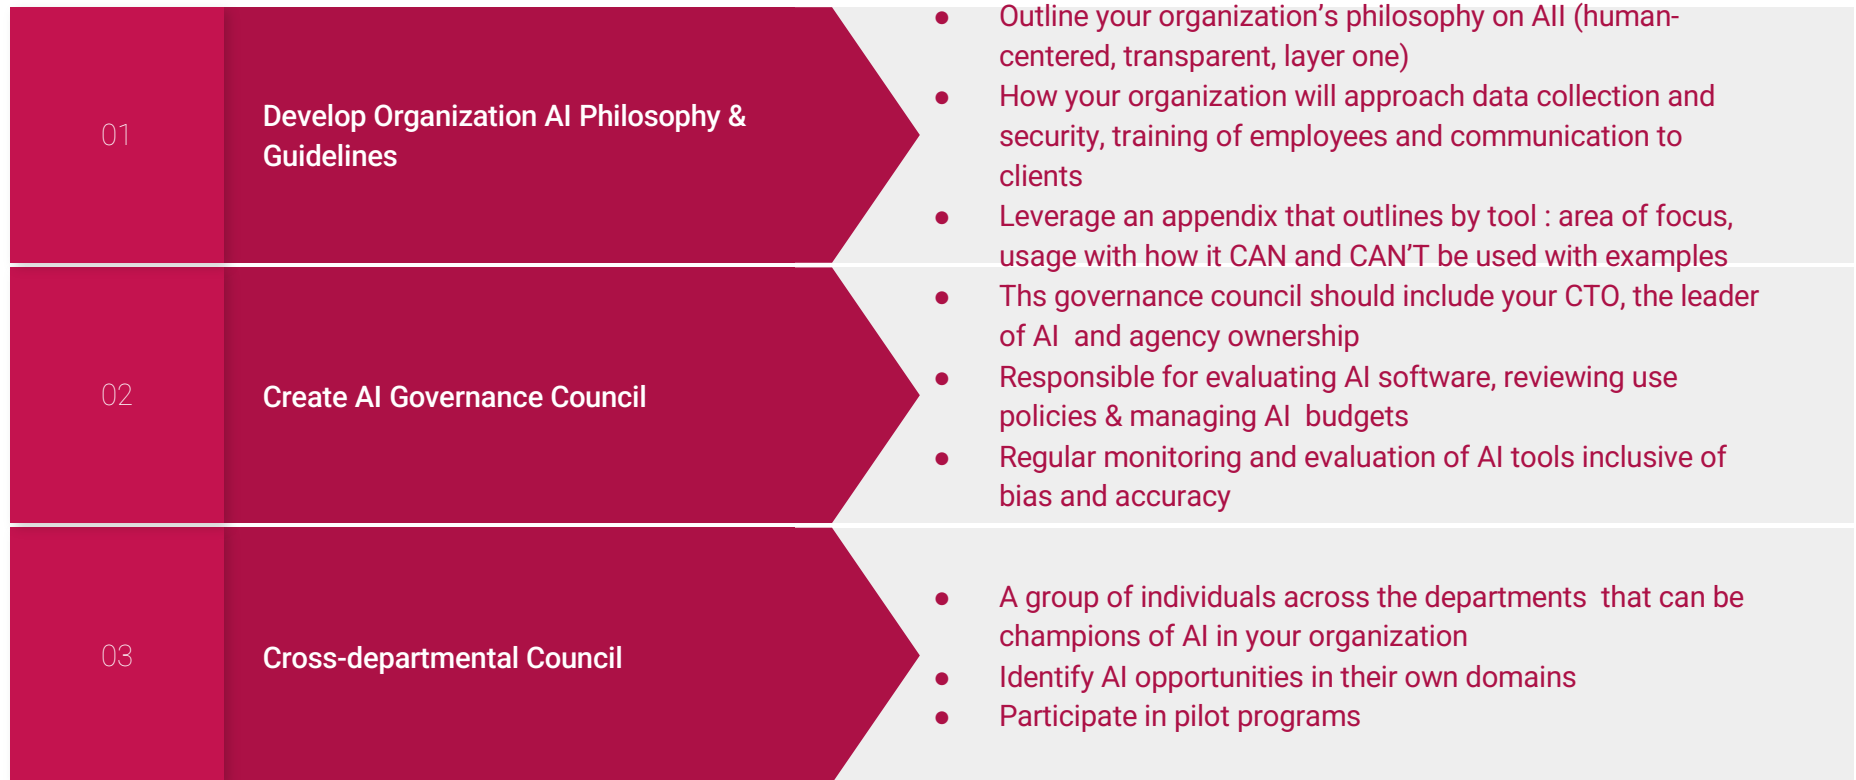 01
Develop Organization AI Philosophy &
Guidelines
● Outline your organization's philosophy on AII (human-
centered, transparent, layer one)
● How your organization will approach data collection and
security, training of employees and communication to
clients
● Leverage an appendix that outlines by tool : area of focus,
usage with how it CAN and CAN'T be used with examples
02
Create AI Governance Council
● Ths governance council should include your CTO, the leader
of AI  and agency ownership
● Responsible for evaluating AI software, reviewing use
policies & managing AI  budgets
● Regular monitoring and evaluation of AI tools inclusive of
bias and accuracy
03
Cross-departmental Council
● A group of individuals across the departments  that can be
champions of AI in your organization
● Identify AI opportunities in their own domains
● Participate in pilot programs